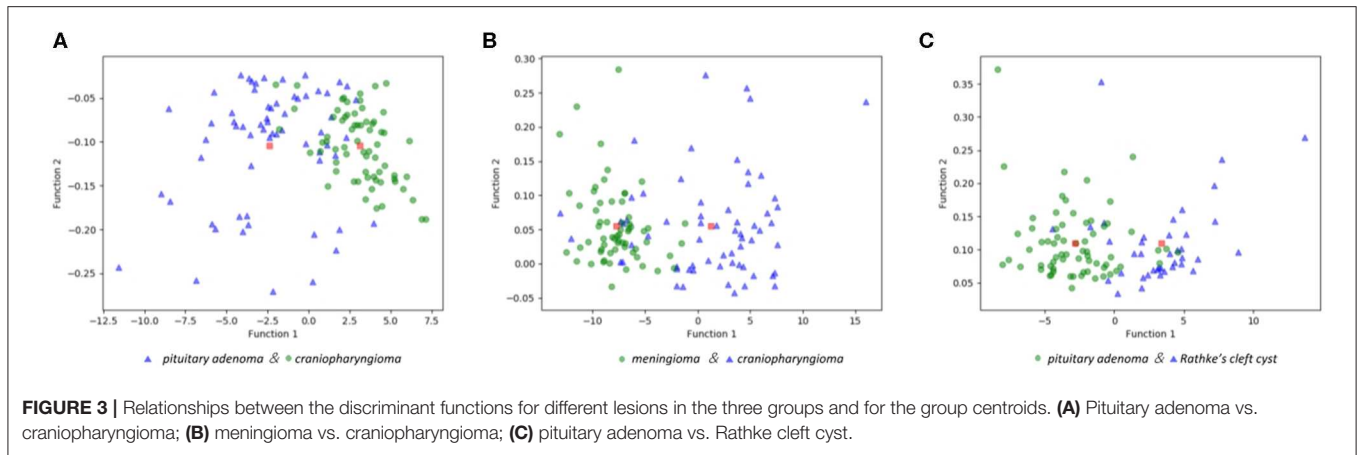 A
−0.05
−0.10
−0.15
−0.20
−0.25
Function 2
−12.5 −10.0 −7.5 −5.0 −2.5 0.0 2.5 5.0 7.5
Function 1
pituitary adenoma & craniopharyngioma
B
0.30
0.25
0.20
0.15
0.10
0.05
0.00
−0.05
Function 2
−10 −5 0 5 10 15
Function 1
meningioma & craniopharyngioma
C
0.35
0.30
0.25
0.20
0.15
0.10
0.05
Function 2
−5 0 5 10
Function 1
pituitary adenoma & Rathke's cleft cyst
FIGURE 3 | Relationships between the discriminant functions for different lesions in the three groups and for the group centroids. (A) Pituitary adenoma vs.
craniopharyngioma; (B) meningioma vs. craniopharyngioma; (C) pituitary adenoma vs. Rathke cleft cyst.